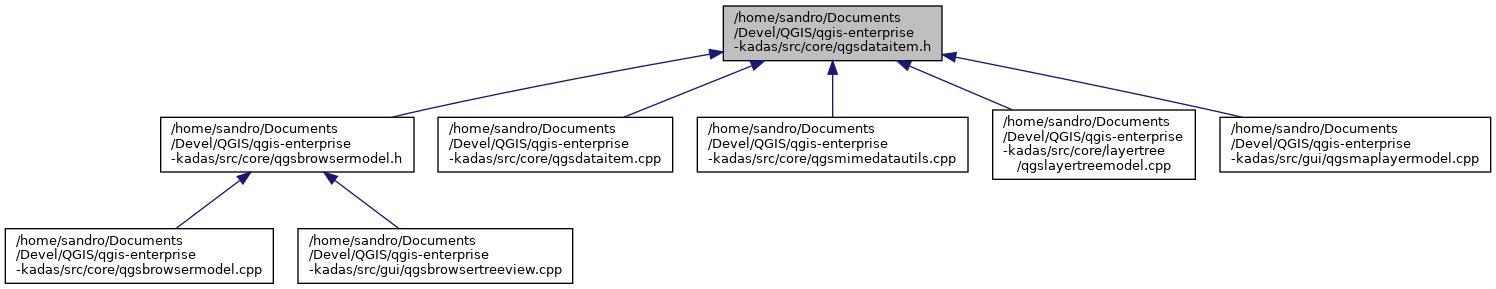 /home/sandro/Documents
/Devel/QGIS/qgis-enterprise
-kadas/src/core/qgsdataitem.h
/home/sandro/Documents
/Devel/QGIS/qgis-enterprise
-kadas/src/core/qgsbrowsermodel.h
/home/sandro/Documents
/Devel/QGIS/qgis-enterprise
-kadas/src/core/qgsdataitem.cpp
/home/sandro/Documents
/Devel/QGIS/qgis-enterprise
-kadas/src/core/qgsmimedatautils.cpp
/home/sandro/Documents
/Devel/QGIS/qgis-enterprise
-kadas/src/core/layertree
/qgslayertreemodel.cpp
/home/sandro/Documents
/Devel/QGIS/qgis-enterprise
-kadas/src/gui/qgsmaplayermodel.cpp
/home/sandro/Documents
/Devel/QGIS/qgis-enterprise
-kadas/src/core/qgsbrowsermodel.cpp
/home/sandro/Documents
/Devel/QGIS/qgis-enterprise
-kadas/src/gui/qgsbrowsertreeview.cpp